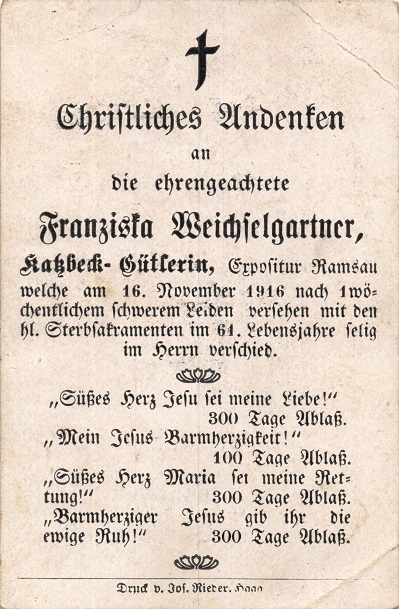 Christliches Andenken
an
die ehrengeachtete
Franziska Weichselgartner,
Katzbeck-Gütlerin, Expositur Ramsau
welche am 16. November 1916 nach 1wö-
chentlichem schwerem Leiden versehen mit den
hl. Sterbsakramenten im 61. Lebensjahre selig
im Herrn verschied.
„Süßes Herz Jesu sei meine Liebe!“
300 Tage Ablaß.
„Mein Jesus Barmherzigkeit!“
100 Tage Ablaß.
„Süßes Herz Maria sei meine Ret-
tung!“ 300 Tage Ablaß.
„Barmherziger Jesus gib ihr die
ewige Ruh!“ 300 Tage Ablaß.
Druck v. Jos. Rieder. Haag